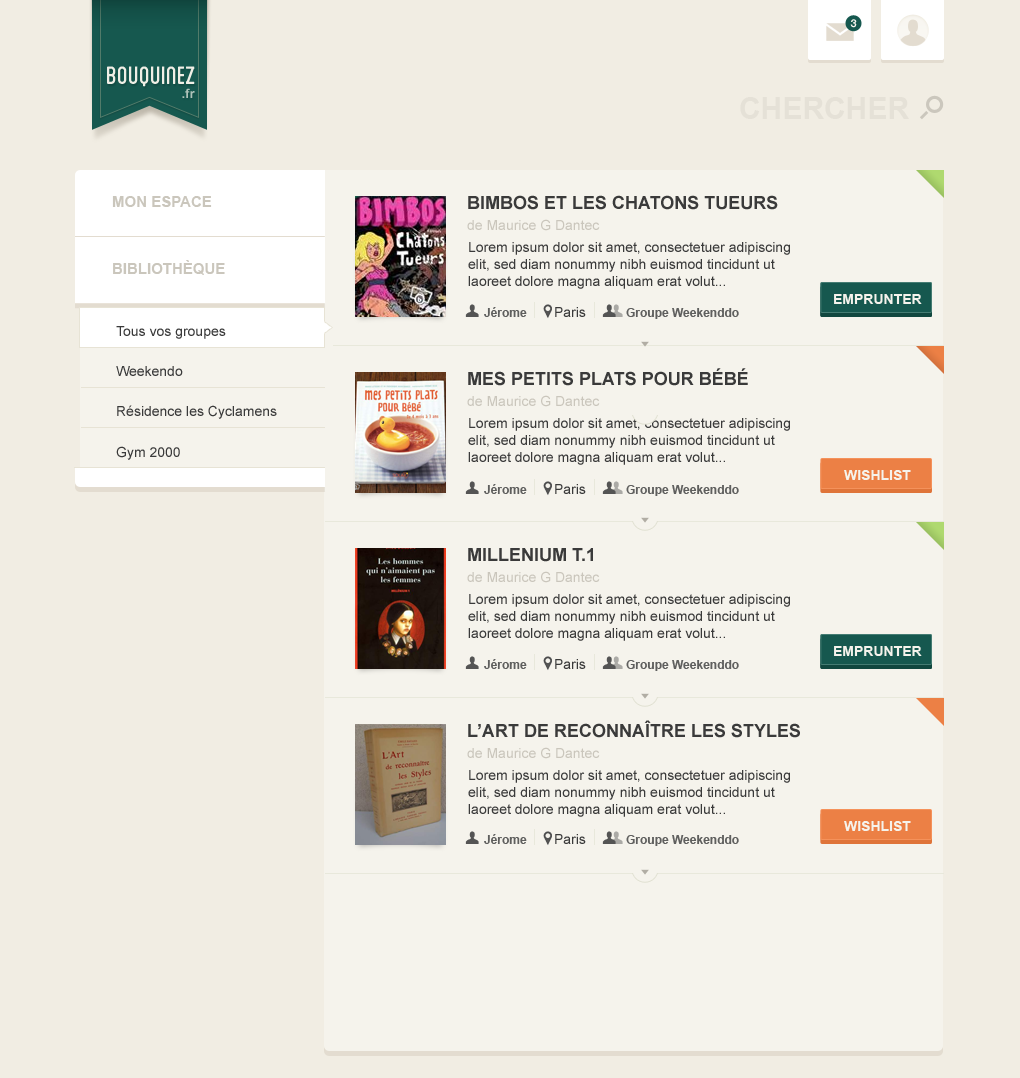 BOUQUINEZ
.fr
3
CHERCHER
MON ESPACE
BIBLIOTHÈQUE
Tous vos groupes
Weekendo
Résidence les Cyclamens
Gym 2000
BIMBOS
Chatons
Tueurs
BIMBOS ET LES CHATONS TUEURS
de Maurice G Dantec
Lorem ipsum dolor sit amet, consectetuer adipiscing
elit, sed diam nonummy nibh euismod tincidunt ut
laoreet dolore magna aliquam erat volut...
Jérome Paris Groupe Weekenddo
EMPRUNTER
MES PETITS PLATS
POUR BÉBÉ
MES PETITS PLATS POUR BÉBÉ
de Maurice G Dantec
Lorem ipsum dolor sit amet, consectetuer adipiscing
elit, sed diam nonummy nibh euismod tincidunt ut
laoreet dolore magna aliquam erat volut...
Jérome Paris Groupe Weekenddo
WISHLIST
Les hommes
qui n'aimaient pas
les femmes
MILLENIUM T.1
de Maurice G Dantec
Lorem ipsum dolor sit amet, consectetuer adipiscing
elit, sed diam nonummy nibh euismod tincidunt ut
laoreet dolore magna aliquam erat volut...
Jérome Paris Groupe Weekenddo
EMPRUNTER
L'Art
de reconnaître
les Styles
L’ART DE RECONNAÎTRE LES STYLES
de Maurice G Dantec
Lorem ipsum dolor sit amet, consectetuer adipiscing
elit, sed diam nonummy nibh euismod tincidunt ut
laoreet dolore magna aliquam erat volut...
Jérome Paris Groupe Weekenddo
WISHLIST